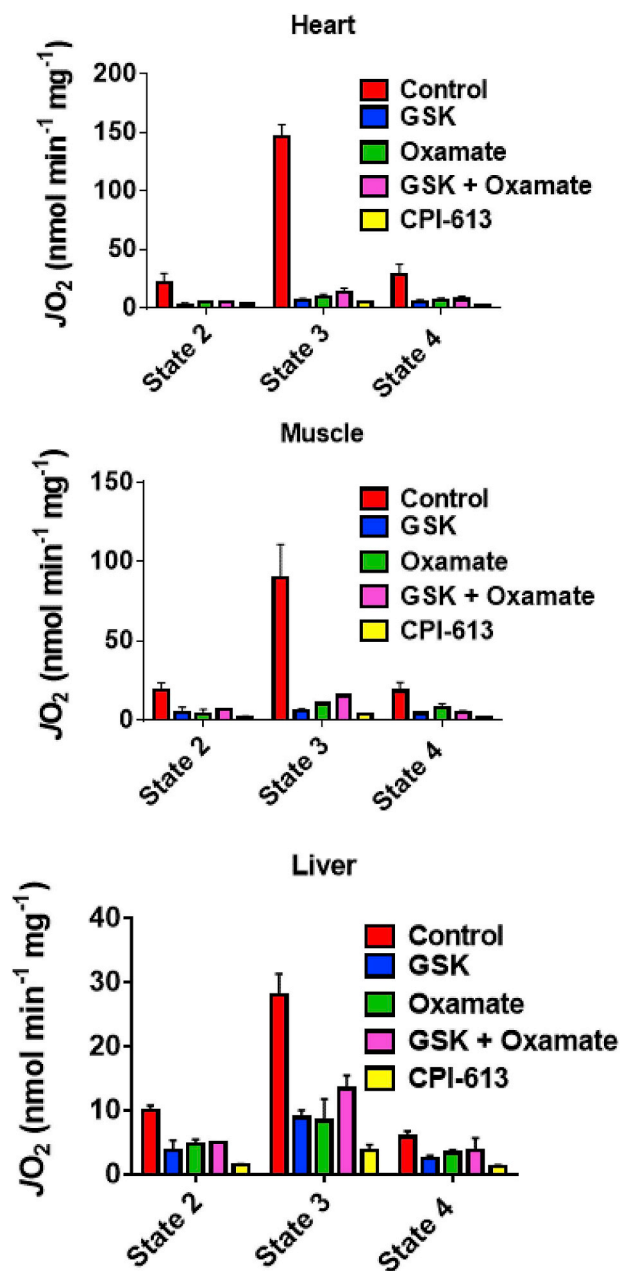 Heart
JO₂ (nmol min⁻¹ mg⁻¹)
200
150
100
50
0
Control
GSK
Oxamate
GSK + Oxamate
CPI-613
State 2
State 3
State 4
Muscle
JO₂ (nmol min⁻¹ mg⁻¹)
150
100
50
0
Control
GSK
Oxamate
GSK + Oxamate
CPI-613
State 2
State 3
State 4
Liver
JO₂ (nmol min⁻¹ mg⁻¹)
40
30
20
10
0
Control
GSK
Oxamate
GSK + Oxamate
CPI-613
State 2
State 3
State 4